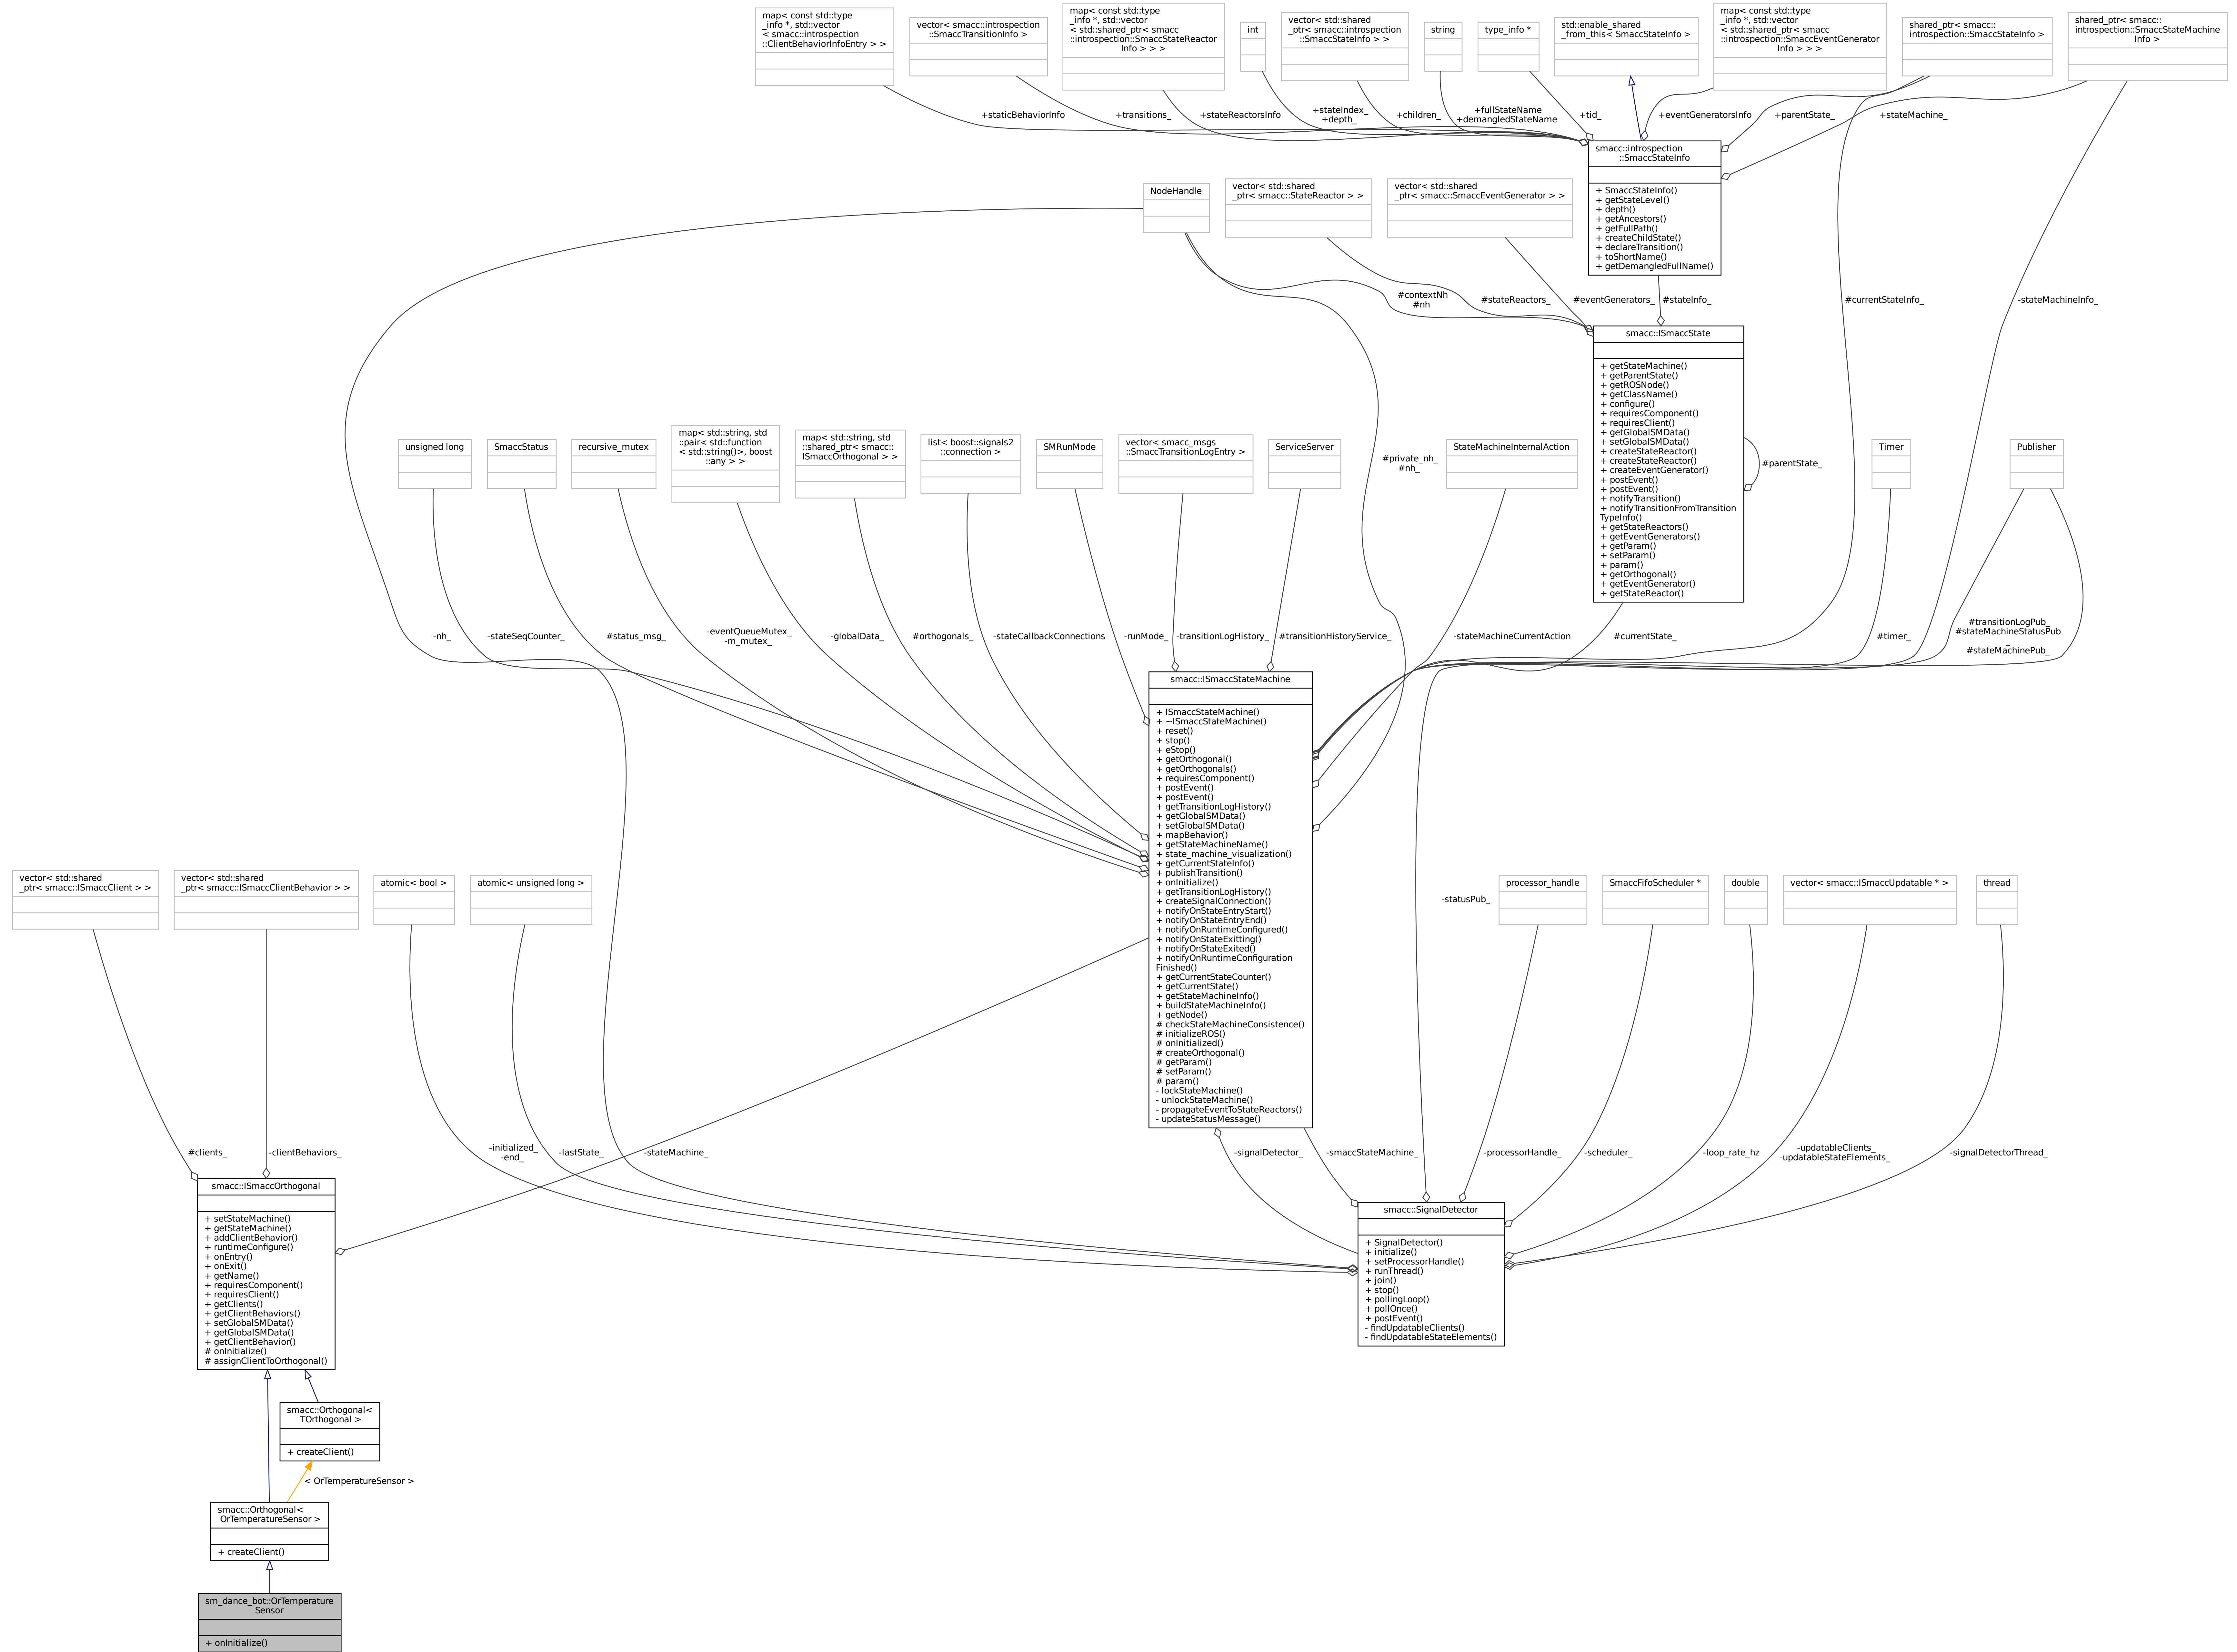 map< const std::type
_info *, std::vector
< smacc::introspection
::ClientBehaviorInfoEntry > >
vector< smacc::introspection
::SmaccTransitionInfo >
map< const std::type
_info *, std::vector
< std::shared_ptr< smacc
::introspection::SmaccStateReactor
Info > > >
int
vector< std::shared
_ptr< smacc::introspection
::SmaccStateInfo > >
string
type_info *
std::enable_shared
_from_this< SmaccStateInfo >
map< const std::type
_info *, std::vector
< std::shared_ptr< smacc
::introspection::SmaccEventGenerator
Info > > >
shared_ptr< smacc::
introspection::SmaccStateInfo >
shared_ptr< smacc::
introspection::SmaccStateMachine
Info >
+staticBehaviorInfo
+transitions_
+stateReactorsInfo
+stateIndex_
+depth_
+children_
+fullStateName
+demangledStateName
+tid_
+eventGeneratorsInfo
+parentState_
+stateMachine_
smacc::introspection
::SmaccStateInfo
+ SmaccStateInfo()
+ getStateLevel()
+ depth()
+ getAncestors()
+ getFullPath()
+ createChildState()
+ declareTransition()
+ toShortName()
+ getDemangledFullName()
NodeHandle
vector< std::shared
_ptr< smacc::StateReactor > >
vector< std::shared
_ptr< smacc::SmaccEventGenerator > >
#contextNh
#nh
#stateReactors_
#eventGenerators_
#stateInfo_
#currentStateInfo_
-stateMachineInfo_
smacc::ISmaccState
+ getStateMachine()
+ getParentState()
+ getROSNode()
+ getClassName()
+ configure()
+ requiresComponent()
+ requiresClient()
+ getGlobalSMData()
+ setGlobalSMData()
+ createStateReactor()
+ createStateReactor()
+ createEventGenerator()
+ postEvent()
+ postEvent()
+ notifyTransition()
+ notifyTransitionFromTransition
TypeInfo()
+ getStateReactors()
+ getEventGenerators()
+ getParam()
+ setParam()
+ param()
+ getOrthogonal()
+ getEventGenerator()
+ getStateReactor()
#parentState_
unsigned long
SmaccStatus
recursive_mutex
map< std::string, std
::pair< std::function
< std::string()>, boost
::any > >
map< std::string, std
::shared_ptr< smacc::
ISmaccOrthogonal > >
list< boost::signals2
::connection >
SMRunMode
vector< smacc_msgs
::SmaccTransitionLogEntry >
ServiceServer
#private_nh_
#nh_
StateMachineInternalAction
Timer
Publisher
-nh_
-stateSeqCounter_
#status_msg_
-eventQueueMutex_
-m_mutex_
-globalData_
#orthogonals_
-stateCallbackConnections
-runMode_
-transitionLogHistory_
#transitionHistoryService_
-stateMachineCurrentAction
#currentState_
#timer_
#transitionLogPub_
#stateMachineStatusPub
_
#stateMachinePub_
smacc::ISmaccStateMachine
+ ISmaccStateMachine()
+ ~ISmaccStateMachine()
+ reset()
+ stop()
+ eStop()
+ getOrthogonal()
+ getOrthogonals()
+ requiresComponent()
+ postEvent()
+ postEvent()
+ getTransitionLogHistory()
+ getGlobalSMData()
+ setGlobalSMData()
+ mapBehavior()
+ getStateMachineName()
+ state_machine_visualization()
+ getCurrentStateInfo()
+ publishTransition()
+ onInitialize()
+ getTransitionLogHistory()
+ createSignalConnection()
+ notifyOnStateEntryStart()
+ notifyOnStateEntryEnd()
+ notifyOnRuntimeConfigured()
+ notifyOnStateExitting()
+ notifyOnStateExited()
+ notifyOnRuntimeConfiguration
Finished()
+ getCurrentStateCounter()
+ getCurrentState()
+ getStateMachineInfo()
+ buildStateMachineInfo()
+ getNode()
# checkStateMachineConsistence()
# initializeROS()
# onInitialized()
# createOrthogonal()
# getParam()
# setParam()
# param()
- lockStateMachine()
- unlockStateMachine()
- propagateEventToStateReactors()
- updateStatusMessage()
vector< std::shared
_ptr< smacc::ISmaccClient > >
vector< std::shared
_ptr< smacc::ISmaccClientBehavior > >
atomic< bool >
atomic< unsigned long >
-statusPub_
processor_handle
SmaccFifoScheduler *
double
vector< smacc::ISmaccUpdatable * >
thread
#clients_
-clientBehaviors_
-initialized_
-end_
-lastState_
-stateMachine_
-signalDetector_
-smaccStateMachine_
-processorHandle_
-scheduler_
-loop_rate_hz
-updatableClients_
-updatableStateElements_
-signalDetectorThread_
smacc::ISmaccOrthogonal
+ setStateMachine()
+ getStateMachine()
+ addClientBehavior()
+ runtimeConfigure()
+ onEntry()
+ onExit()
+ getName()
+ requiresComponent()
+ requiresClient()
+ getClients()
+ getClientBehaviors()
+ setGlobalSMData()
+ getGlobalSMData()
+ getClientBehavior()
# onInitialize()
# assignClientToOrthogonal()
smacc::SignalDetector
+ SignalDetector()
+ initialize()
+ setProcessorHandle()
+ runThread()
+ join()
+ stop()
+ pollingLoop()
+ pollOnce()
+ postEvent()
- findUpdatableClients()
- findUpdatableStateElements()
smacc::Orthogonal<
TOrthogonal >
+ createClient()
< OrTemperatureSensor >
smacc::Orthogonal<
OrTemperatureSensor >
+ createClient()
sm_dance_bot::OrTemperature
Sensor
+ onInitialize()